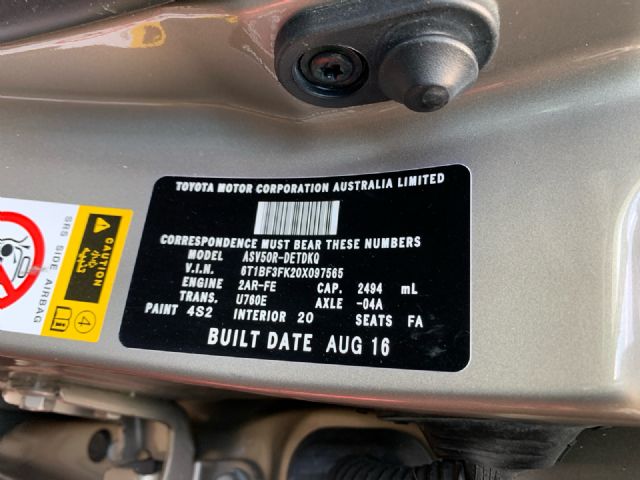 TOYOTA MOTOR CORPORATION AUSTRALIA LIMITED
CORRESPONDENCE MUST BEAR THESE NUMBERS
MODEL ASV50R-DETDKQ
V.I.N. 6T1BF3FK20X097565
ENGINE 2AR-FE CAP. 2494 mL
TRANS. U760E AXLE -04A
PAINT 4S2 INTERIOR 20 SEATS FA
BUILT DATE AUG 16
SRS SIDE AIRBAG
CAUTION
4